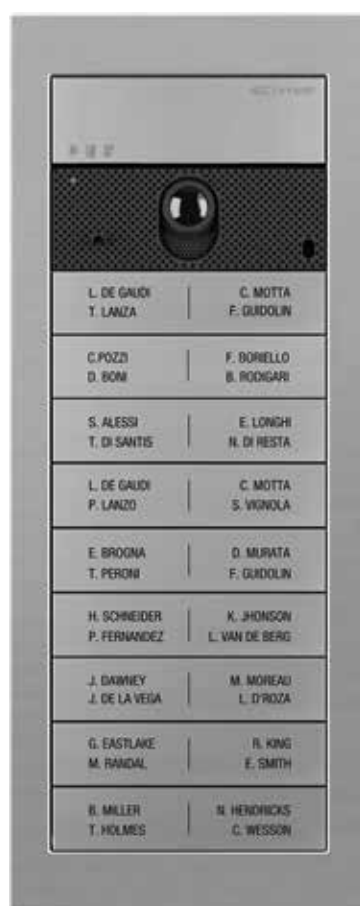 L. DE GAUDI C. MOTTA
T. LANZA F. GUIDOLIN
C.POZZI F. BORIELLO
D. BONI B. RODIGARI
S. ALESSI E. LONGHI
T. DI SANTIS N. DI RESTA
L. DE GAUDI C. MOTTA
P. LANZO S. VIGNOLA
E. BROGNA D. MURATA
T. PERONI F. GUIDOLIN
H. SCHNEIDER K. JHONSON
P. FERNANDEZ L. VAN DE BERG
J. DAWNEY M. MOREAU
J. DE LA VEGA L. D'ROZA
G. EASTLAKE R. KING
M. RANDAL E. SMITH
B. MILLER N. HENDRICKS
T. HOLMES C. WESSON